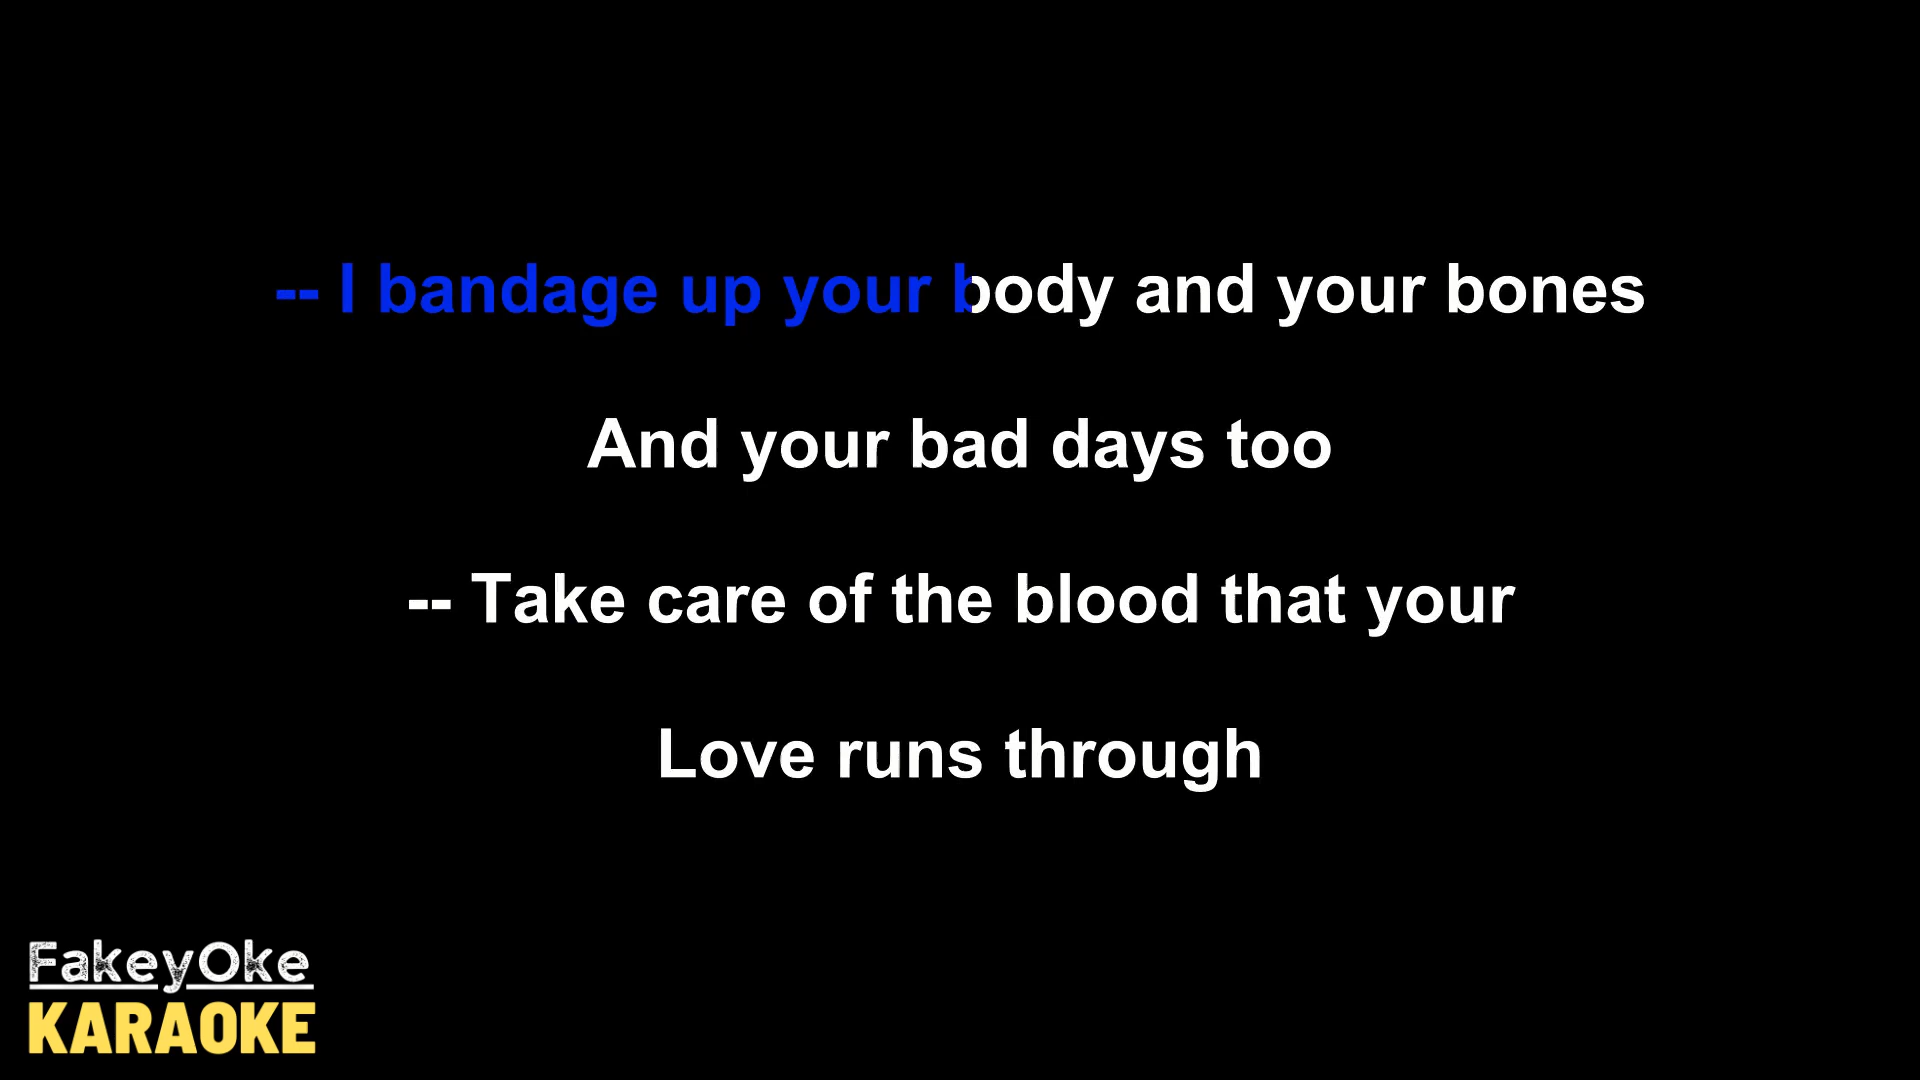 -- I bandage up your body and your bones
And your bad days too
-- Take care of the blood that your
Love runs through
FakeyOke
KARAOKE